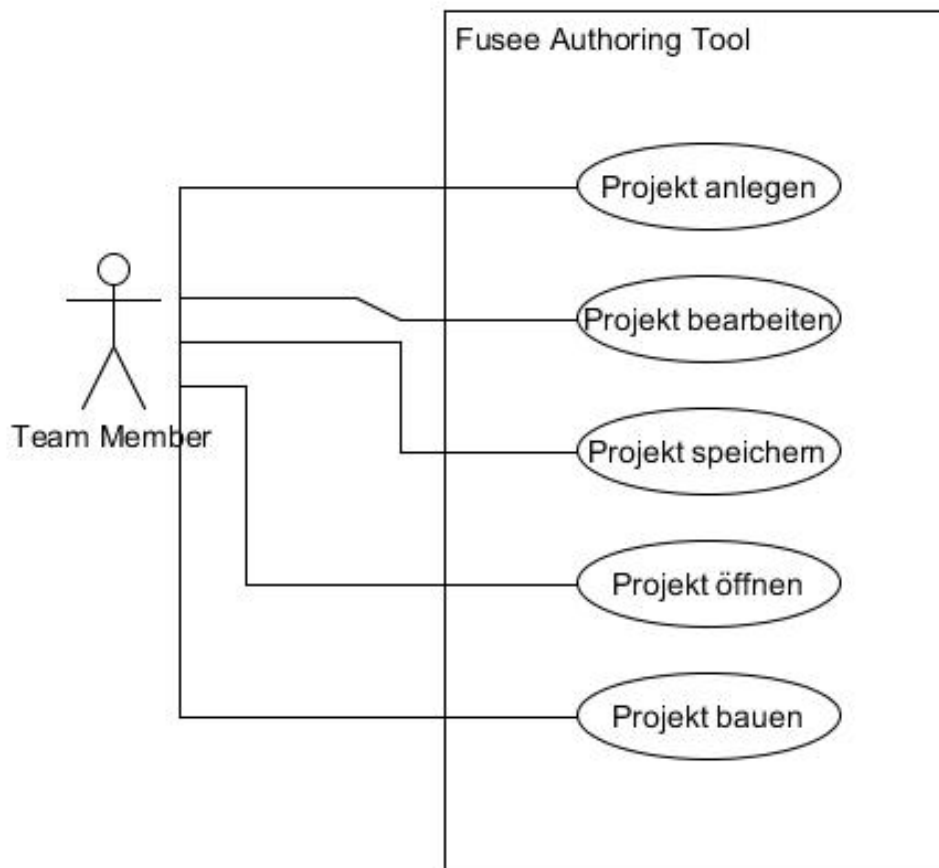 Fusee Authoring Tool
Projekt anlegen
Projekt bearbeiten
Team Member
Projekt speichern
Projekt öffnen
Projekt bauen